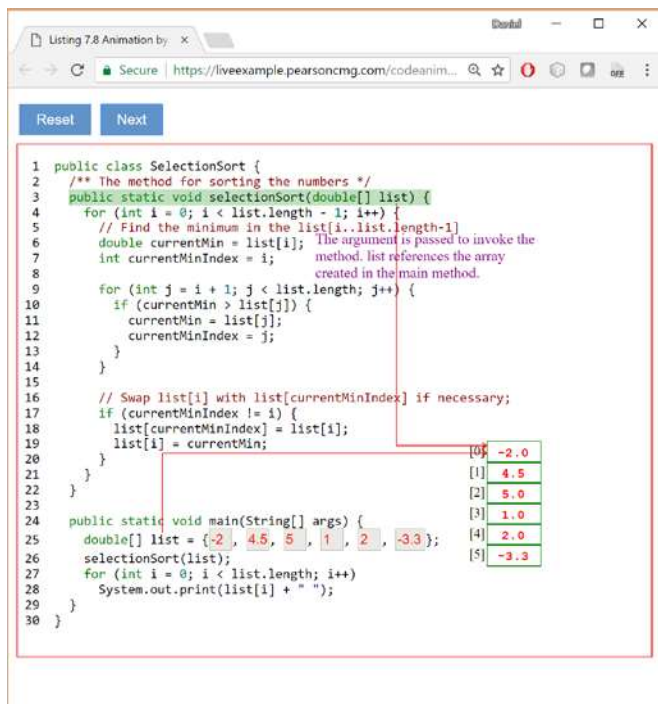 Daniel
Listing 7.8 Animation by
Secure | https://liveexample.pearsoncmg.com/codeanim...
OFF
Reset Next
1 public class SelectionSort {
2 /** The method for sorting the numbers */
3 public static void selectionSort(double[] list) {
4 for (int i = 0; i < list.length - 1; i++) {
5 // Find the minimum in the list[i..list.length-1]
6 double currentMin = list[i];
7 int currentMinIndex = i;
The argument is passed to invoke the
method. list references the array
created in the main method.
8
9 for (int j = i + 1; j < list.length; j++) {
10 if (currentMin > list[j]) {
11 currentMin = list[j];
12 currentMinIndex = j;
13 }
14 }
15
16 // Swap list[i] with list[currentMinIndex] if necessary;
17 if (currentMinIndex != i) {
18 list[currentMinIndex] = list[i];
19 list[i] = currentMin;
20 }
21 }
22 }
23
24 public static void main(String[] args) {
25 double[] list = {-2 , 4.5, 5 , 1 , 2 , -3.3};
26 selectionSort(list);
27 for (int i = 0; i < list.length; i++)
28 System.out.print(list[i] + " ");
29 }
30 }
[0] -2.0
[1] 4.5
[2] 5.0
[3] 1.0
[4] 2.0
[5] -3.3